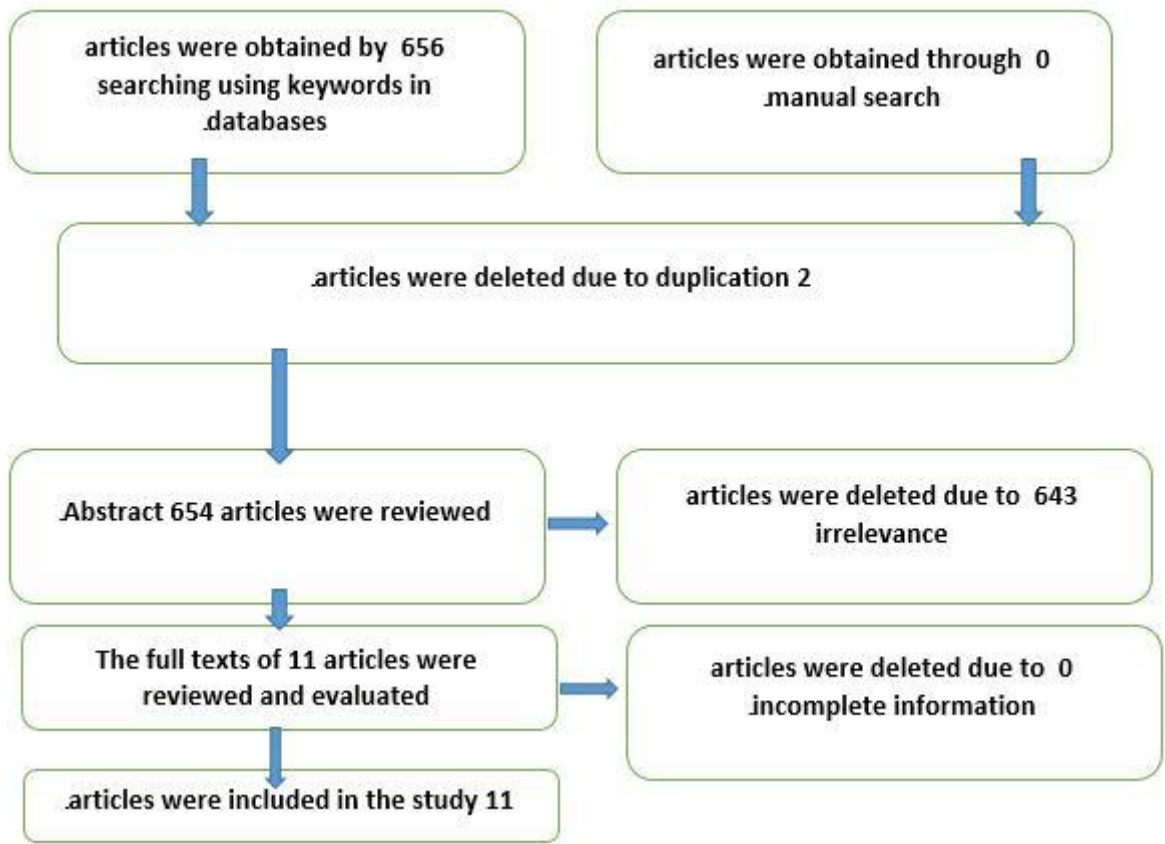 articles were obtained by 656
searching using keywords in
.databases
articles were obtained through 0
.manual search
.articles were deleted due to duplication 2
.Abstract 654 articles were reviewed
articles were deleted due to 643
irrelevance
The full texts of 11 articles were
reviewed and evaluated
articles were deleted due to 0
.incomplete information
.articles were included in the study 11